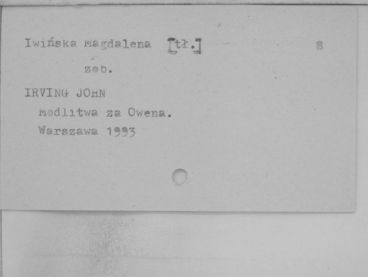 Iwińska magdalena [tł.] 8
zob.
IRVING JOHN
modlitwa za Owena.
Warszawa 1993